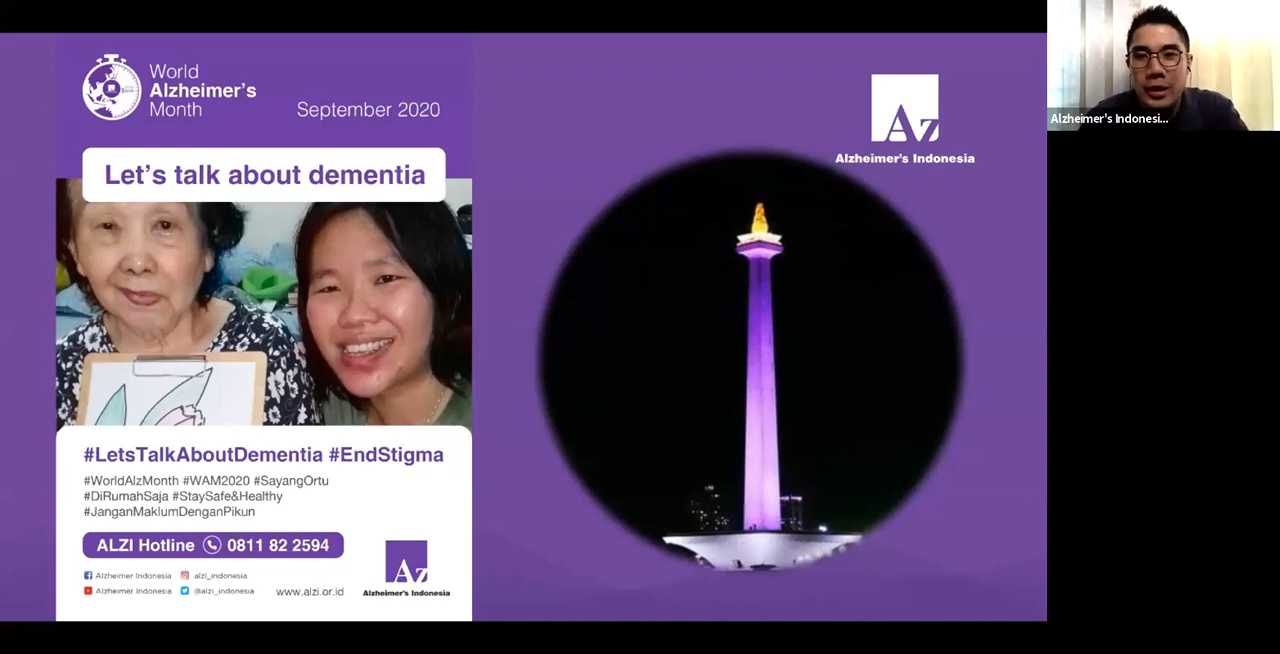 World
Alzheimer's
Month
September 2020
Let's talk about dementia
#LetsTalkAboutDementia #EndStigma
#WorldAlzMonth #WAM2020 #SayangOrtu
#DiRumahSaja #StaySafe&Healthy
#JanganMaklumDenganPikun
ALZI Hotline 0811 82 2594
Alzheimer Indonesia alzi_indonesia
Alzheimer Indonesia @alzi_indonesia
www.alzi.or.id
Az
Alzheimer's Indonesia
Az
Alzheimer's Indonesia
Alzheimer's Indonesi...